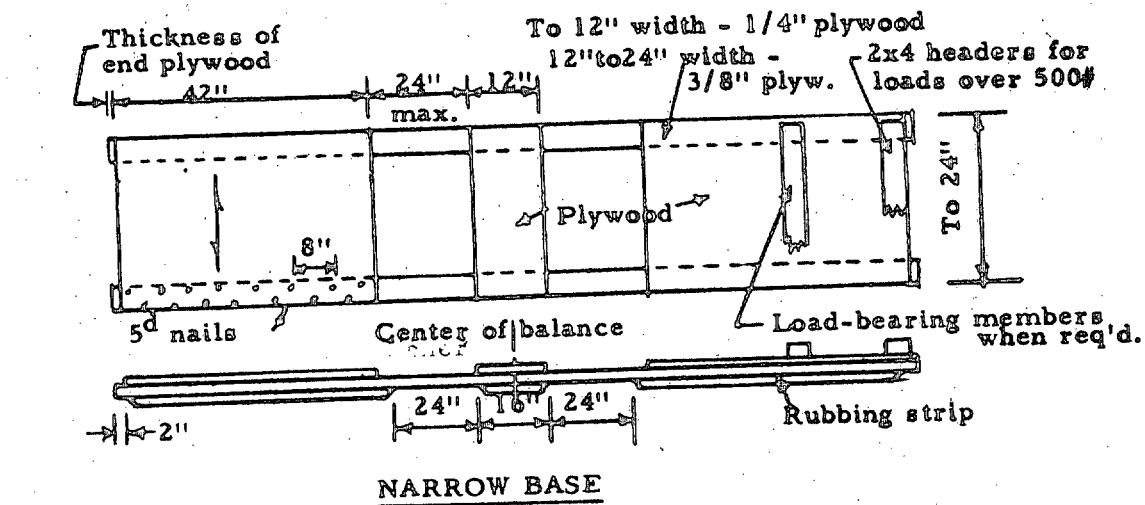 Thickness of
end plywood
To 12" width - 1/4" plywood
12"to24" width -
3/8" plyw.
2x4 headers for
loads over 500#
42"
24"
max.
12"
To 24"
Plywood
8"
5d nails
Center of balance
Load-bearing members
when req'd.
24"
24"
Rubbing strip
2"
NARROW BASE